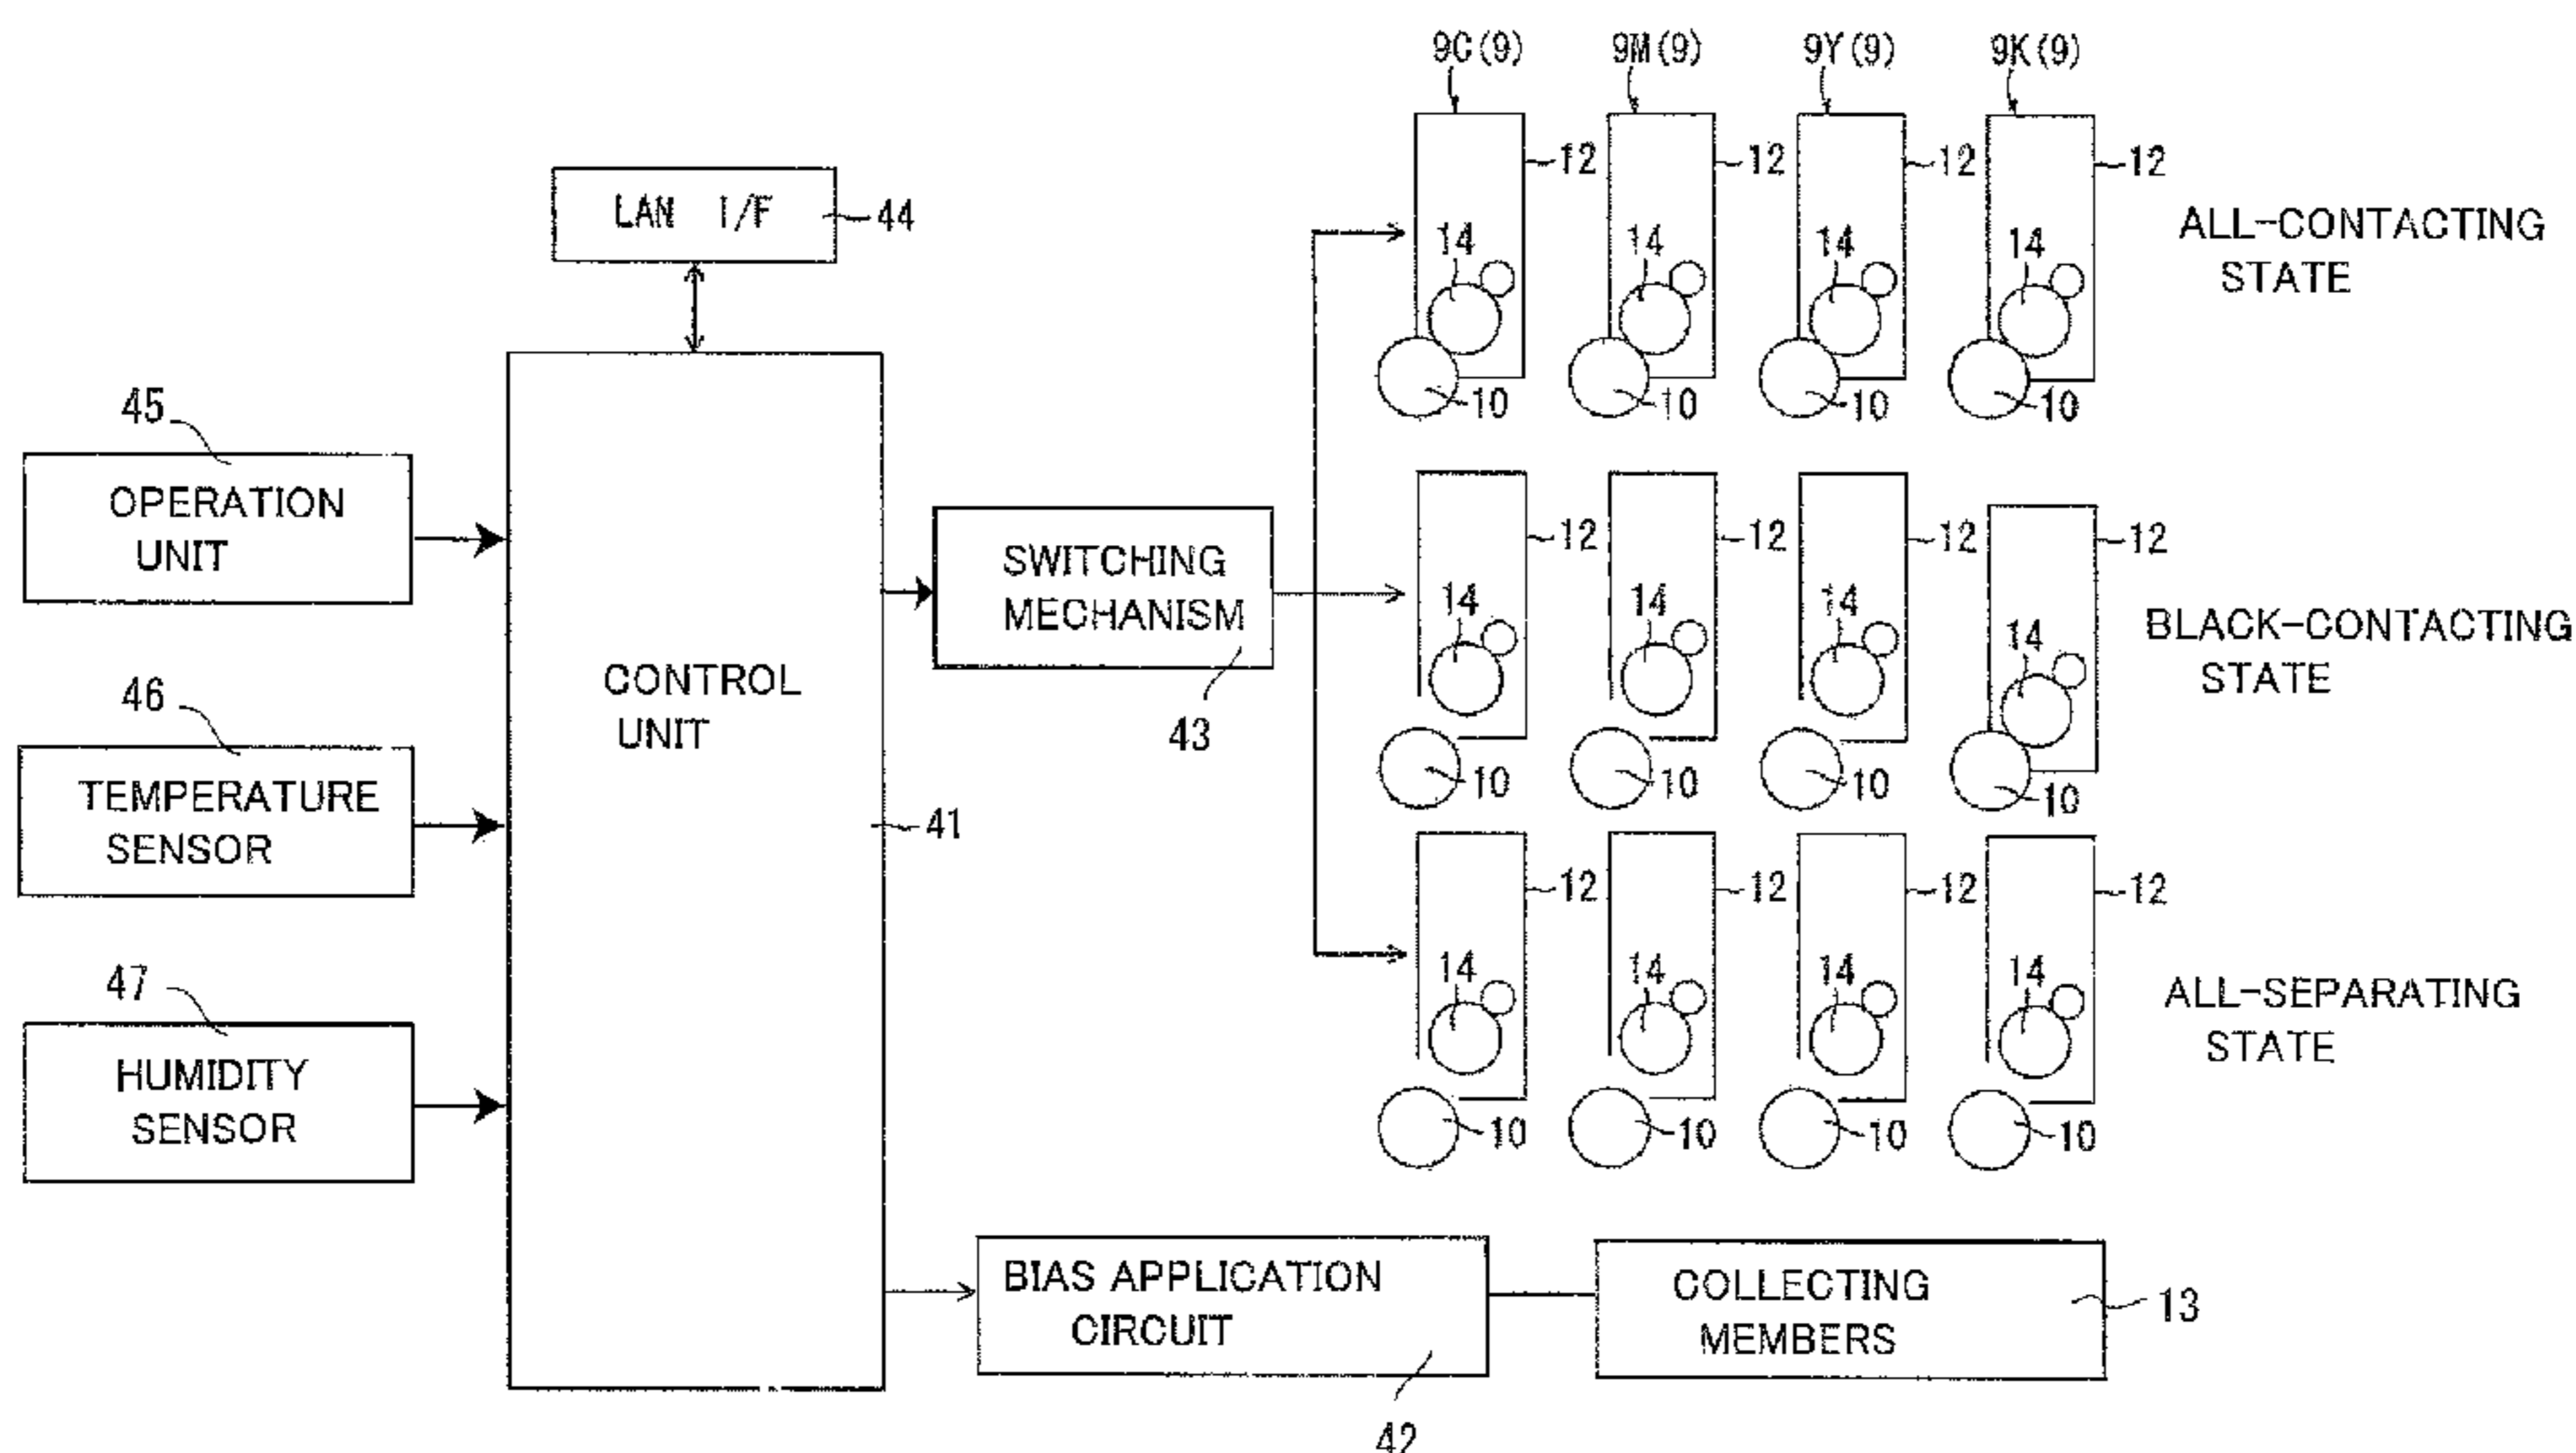 9C(9) 9M(9) 9Y(9) 9K(9)
12 12 12 12
LAN I/F 44
14 14 14 14
ALL-CONTACTING
STATE
10 10 10 10
45
OPERATION
UNIT
SWITCHING
MECHANISM
43
12 12 12 12
14 14 14 14
BLACK-CONTACTING
STATE
10 10 10 10
CONTROL
UNIT
41
46
TEMPERATURE
SENSOR
12 12 12 12
14 14 14 14
ALL-SEPARATING
STATE
10 10 10 10
47
HUMIDITY
SENSOR
BIAS APPLICATION
CIRCUIT
42
COLLECTING
MEMBERS
13